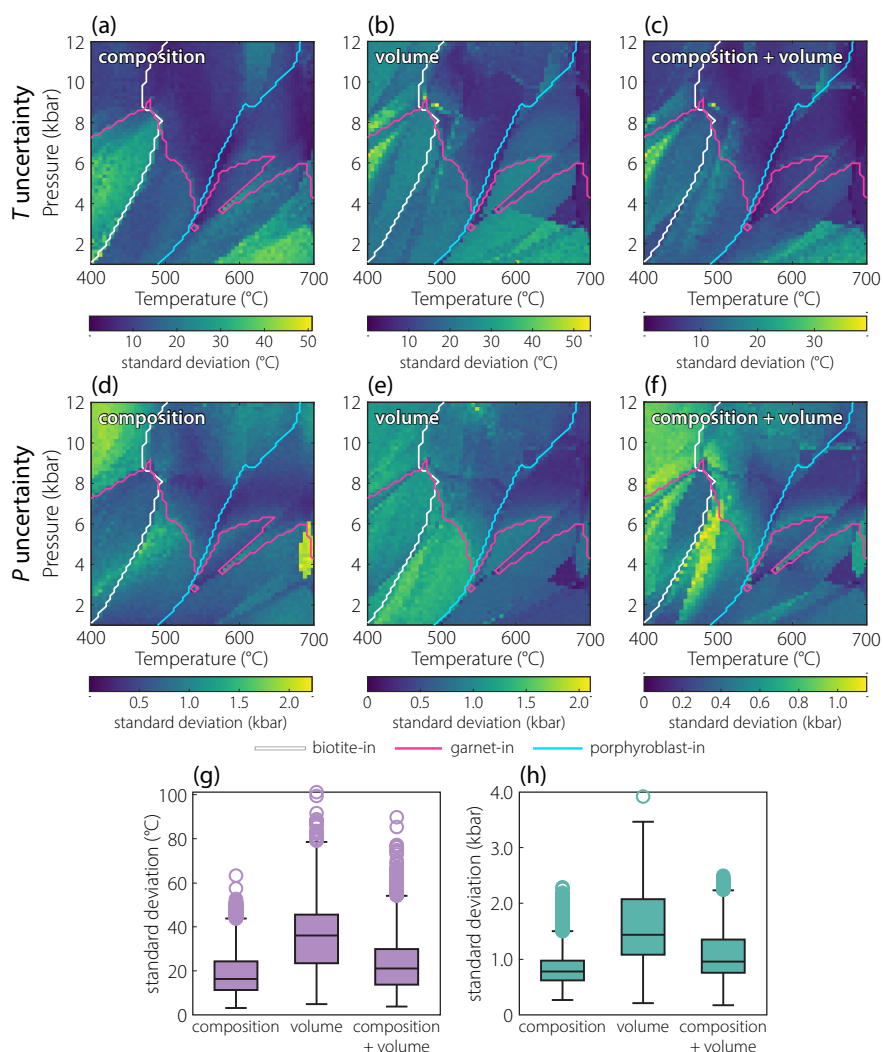 (a) (b) (c)
T uncertainty
Pressure (kbar)
12 12 12
10 10 10
8 8 8
6 6 6
4 4 4
2 2 2
composition volume composition + volume
400 500 600 700 400 500 600 700 400 500 600 700
Temperature (°C) Temperature (°C) Temperature (°C)
10 20 30 40 50 10 20 30 40 50 10 20 30
standard deviation (°C) standard deviation (°C) standard deviation (°C)
(d) (e) (f)
P uncertainty
Pressure (kbar)
12 12 12
10 10 10
8 8 8
6 6 6
4 4 4
2 2 2
composition volume composition + volume
400 500 600 700 400 500 600 700 400 500 600 700
Temperature (°C) Temperature (°C) Temperature (°C)
0.5 1.0 1.5 2.0 0 0.5 1.0 1.5 2.0 0 0.2 0.4 0.6 0.8 1.0
standard deviation (kbar) standard deviation (kbar) standard deviation (kbar)
biotite-in garnet-in porphyroblast-in
(g)
standard deviation (°C)
100
80
60
40
20
0
composition volume composition
+ volume
(h)
standard deviation (kbar)
4.0
3.0
2.0
1.0
0
composition volume composition
+ volume